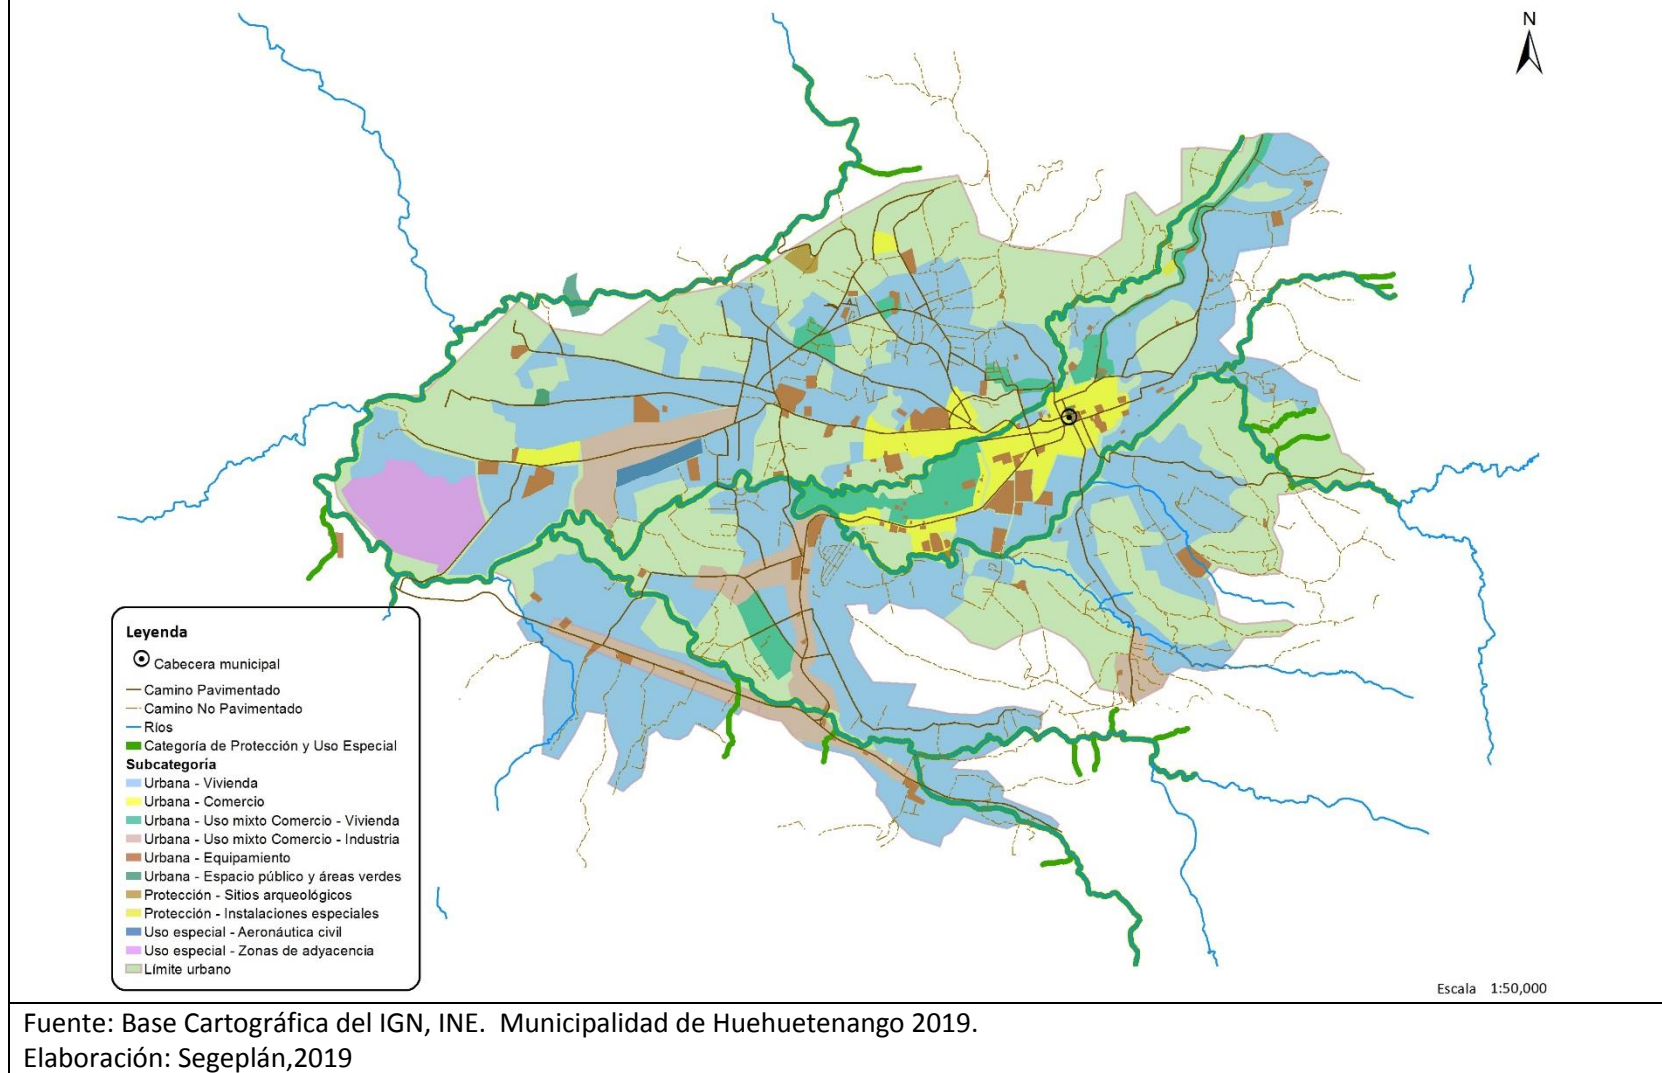 N
Leyenda
Cabecera municipal
Camino Pavimentado
Camino No Pavimentado
Ríos
Categoría de Protección y Uso Especial
Subcategoría
Urbana - Vivienda
Urbana - Comercio
Urbana - Uso mixto Comercio - Vivienda
Urbana - Uso mixto Comercio - Industria
Urbana - Equipamiento
Urbana - Espacio público y áreas verdes
Protección - Sitios arqueológicos
Protección - Instalaciones especiales
Uso especial - Aeronáutica civil
Uso especial - Zonas de adyacencia
Límite urbano
Escala 1:50,000
Fuente: Base Cartográfica del IGN, INE. Municipalidad de Huehuetenango 2019.
Elaboración: Segeplán,2019